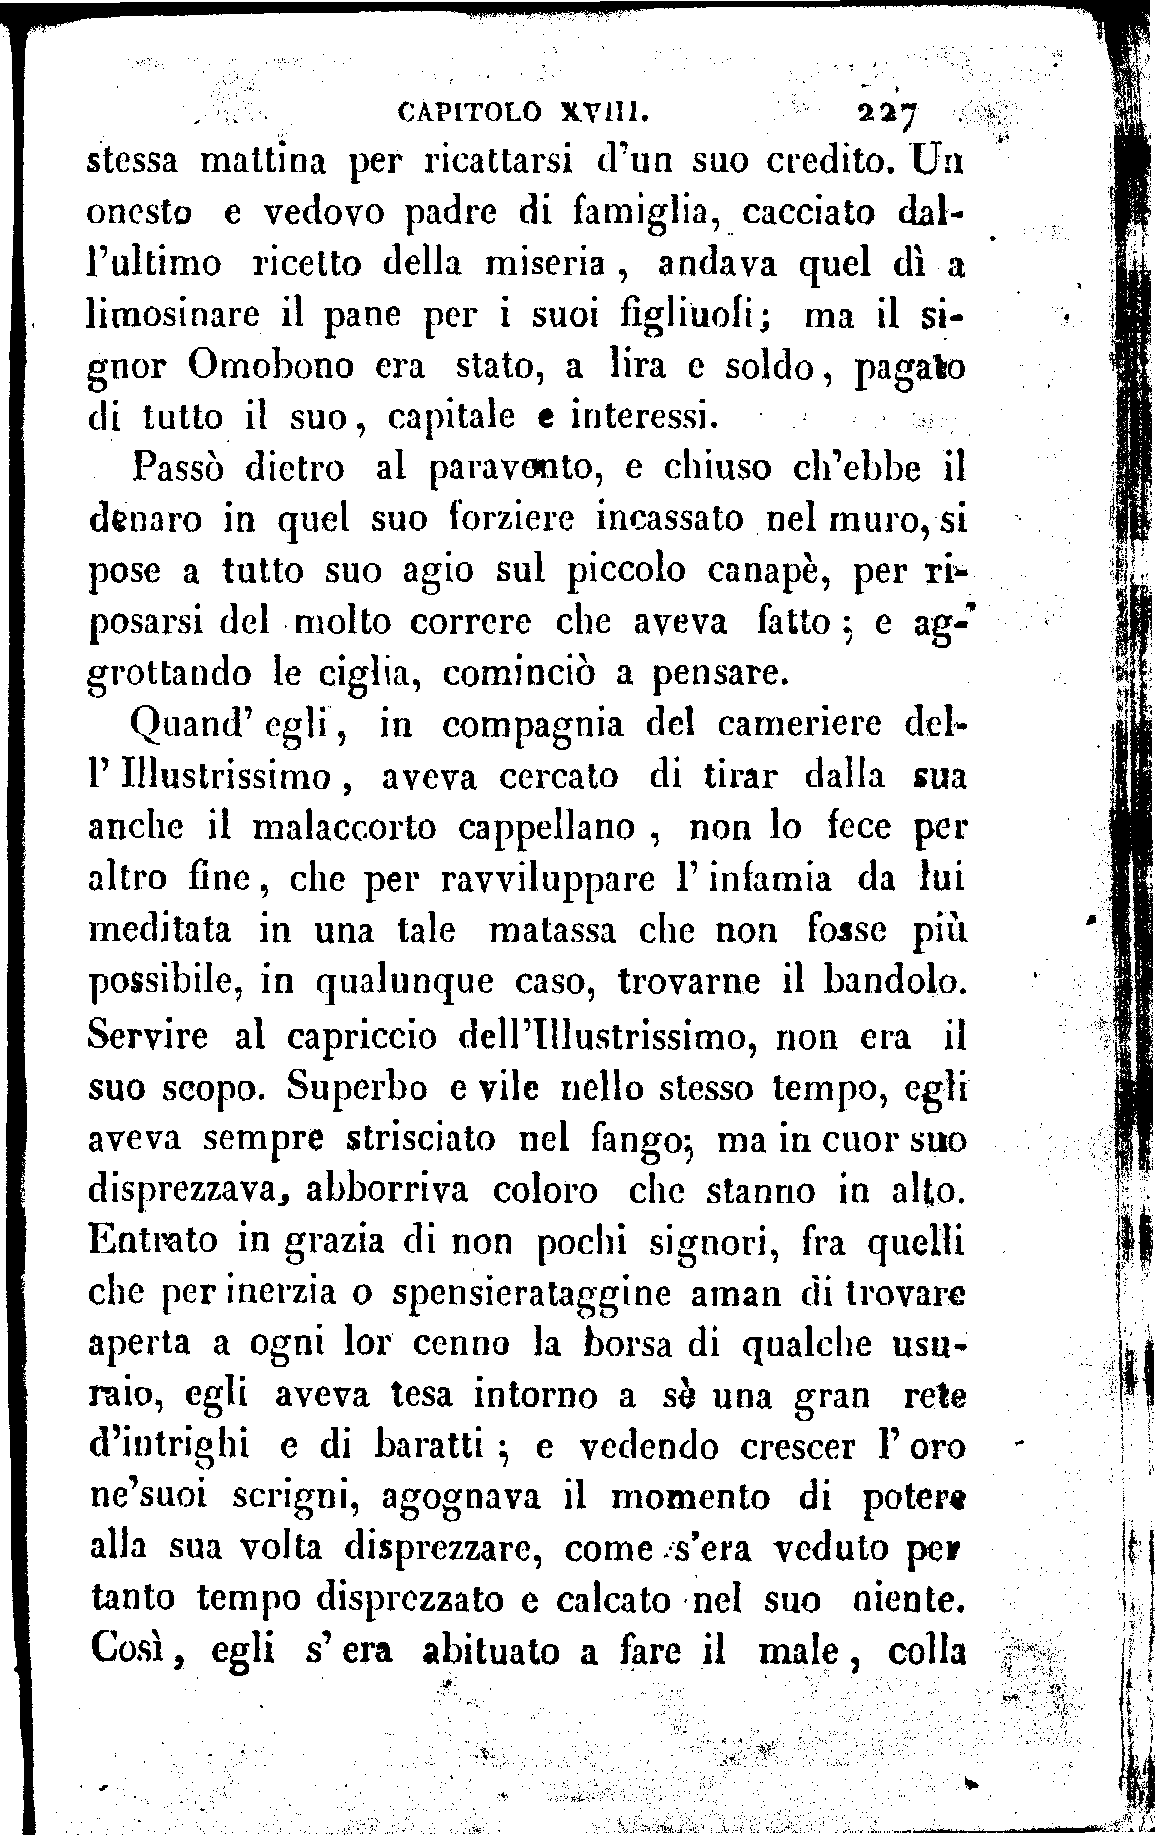 CAPITOLO XVIII. 227
stessa mattina per ricattarsi d'un suo credito. Un
onesto e vedovo padre di famiglia, cacciato dal-
l'ultimo ricetto della miseria, andava quel dì a
limosinare il pane per i suoi figliuoli; ma il si-
gnor Omobono era stato, a lira e soldo, pagato
di tutto il suo, capitale e interessi.
Passò dietro al paravento, e chiuso ch'ebbe il
denaro in quel suo forziere incassato nel muro, si
pose a tutto suo agio sul piccolo canapè, per ri-
posarsi del molto correre che aveva fatto; e ag-
grottando le ciglia, cominciò a pensare.
Quand' egli, in compagnia del cameriere del-
l' Illustrissimo, aveva cercato di tirar dalla sua
anche il malaccorto cappellano, non lo fece per
altro fine, che per ravviluppare l' infamia da lui
meditata in una tale matassa che non fosse più
possibile, in qualunque caso, trovarne il bandolo.
Servire al capriccio dell'Illustrissimo, non era il
suo scopo. Superbo e vile nello stesso tempo, egli
aveva sempre strisciato nel fango; ma in cuor suo
disprezzava, abborriva coloro che stanno in alto.
Entrato in grazia di non pochi signori, fra quelli
che per inerzia o spensierataggine aman di trovare
aperta a ogni lor cenno la borsa di qualche usu-
raio, egli aveva tesa intorno a sè una gran rete
d'intrighi e di baratti; e vedendo crescer l' oro
ne'suoi scrigni, agognava il momento di potere
alla sua volta disprezzare, come s'era veduto per
tanto tempo disprezzato e calcato nel suo niente.
Così, egli s' era abituato a fare il male, colla